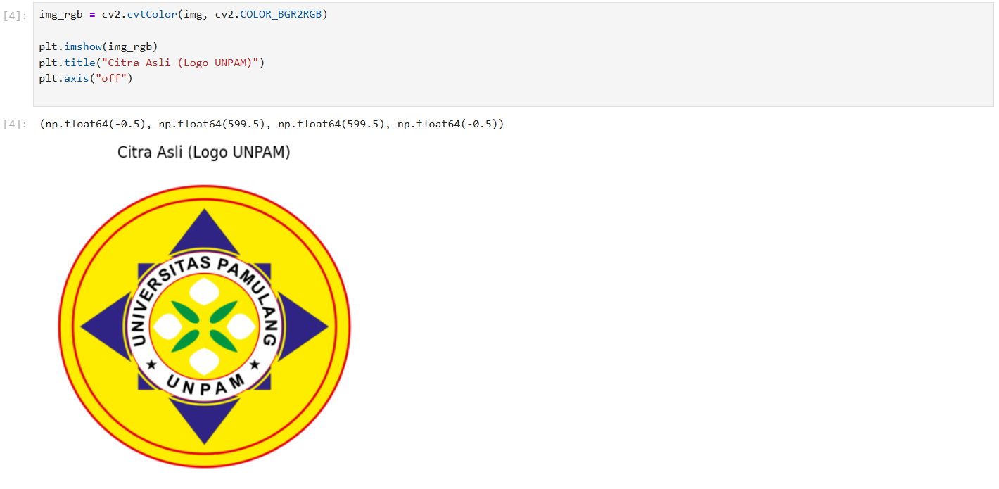 [4]: img_rgb = cv2.cvtColor(img, cv2.COLOR_BGR2RGB)
plt.imshow(img_rgb)
plt.title("Citra Asli (Logo UNPAM)")
plt.axis("off")
[4]: (np.float64(-0.5), np.float64(599.5), np.float64(599.5), np.float64(-0.5))
Citra Asli (Logo UNPAM)
UNIVERSITAS PAMULANG
★ UNPAM ★